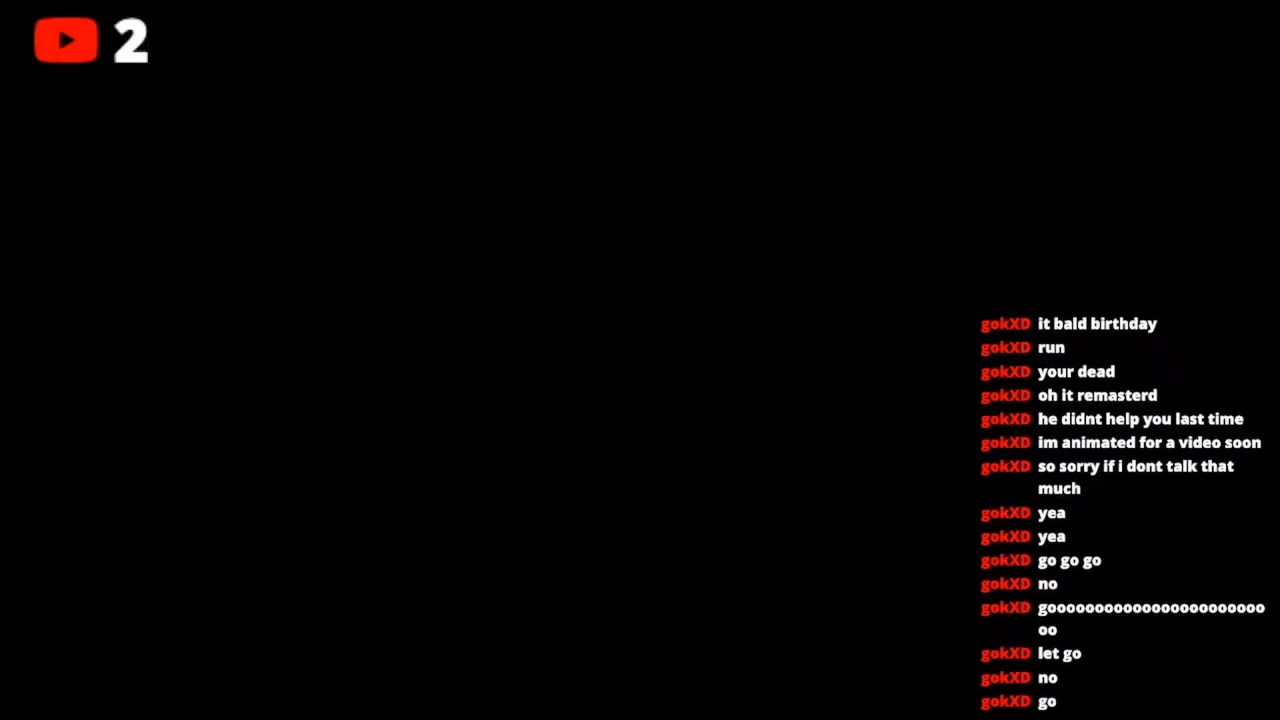 2
gokXD it bald birthday
gokXD run
gokXD your dead
gokXD oh it remasterd
gokXD he didnt help you last time
gokXD im animated for a video soon
gokXD so sorry if i dont talk that
much
gokXD yea
gokXD yea
gokXD go go go
gokXD no
gokXD gooooooooooooooooooooooo
oo
gokXD let go
gokXD no
gokXD go